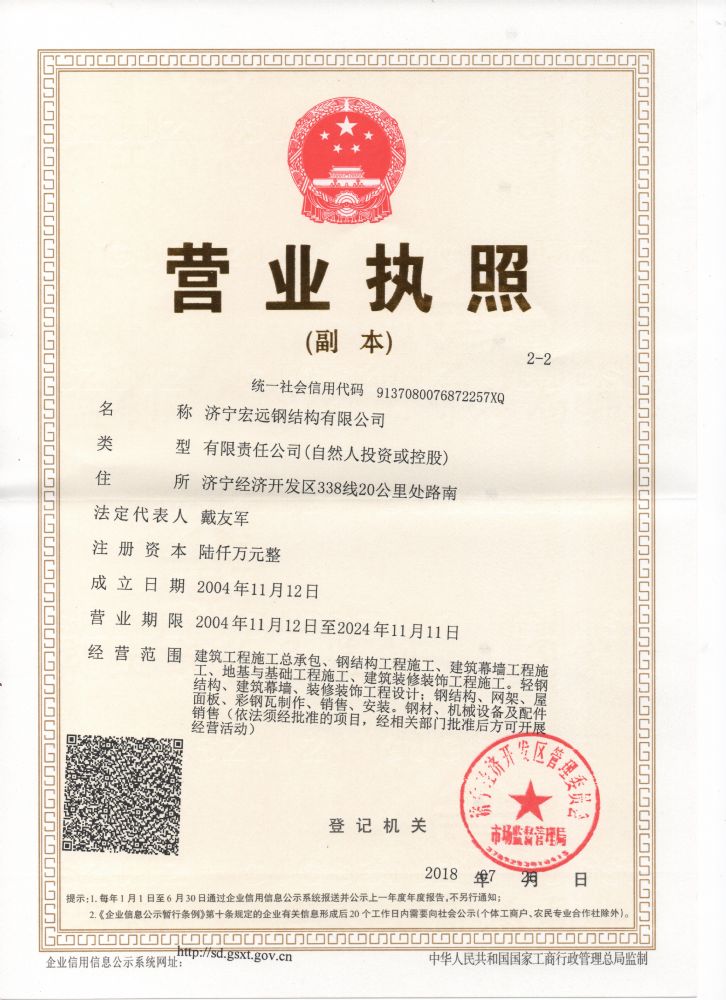 营业执照
(副 本)
2-2
统一社会信用代码 9137080076872257XQ
名 称 济宁宏远钢结构有限公司
类 型 有限责任公司(自然人投资或控股)
住 所 济宁经济开发区338线20公里处路南
法定代表人 戴友军
注册资本 陆仟万元整
成立日期 2004年11月12日
营业期限 2004年11月12日至2024年11月11日
经营范围 建筑工程施工总承包、钢结构工程施工、建筑幕墙工程施
工、地基与基础工程施工、建筑装修装饰工程施工。轻钢
结构、建筑幕墙、装修装饰工程设计；钢结构、网架、屋
面板、彩钢瓦制作、销售、安装。钢材、机械设备及配件
销售（依法须经批准的项目，经相关部门批准后方可开展
经营活动）
济宁经济开发区管理委员会
市场监督管理局
登记机关
2018年07月 日
提示:1.每年1月1日至6月30日通过企业信用信息公示系统报送并公示上一年度年度报告,不另行通知;
2.《企业信息公示暂行条例》第十条规定的企业有关信息形成后20个工作日内需要向社会公示(个体工商户、农民专业合作社除外)。
企业信用信息公示系统网址: http://sd.gsxt.gov.cn
中华人民共和国国家工商行政管理总局监制